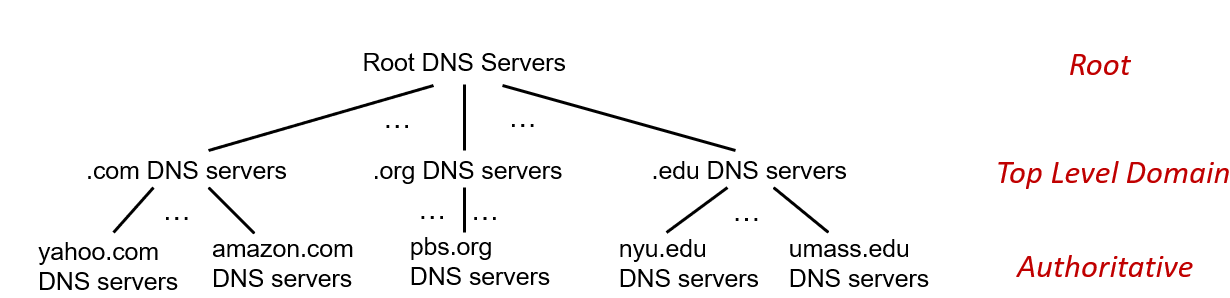 Root DNS Servers
Root
… …
.com DNS servers
.org DNS servers
.edu DNS servers
Top Level Domain
… … … …
yahoo.com
DNS servers
amazon.com
DNS servers
pbs.org
DNS servers
nyu.edu
DNS servers
umass.edu
DNS servers
Authoritative